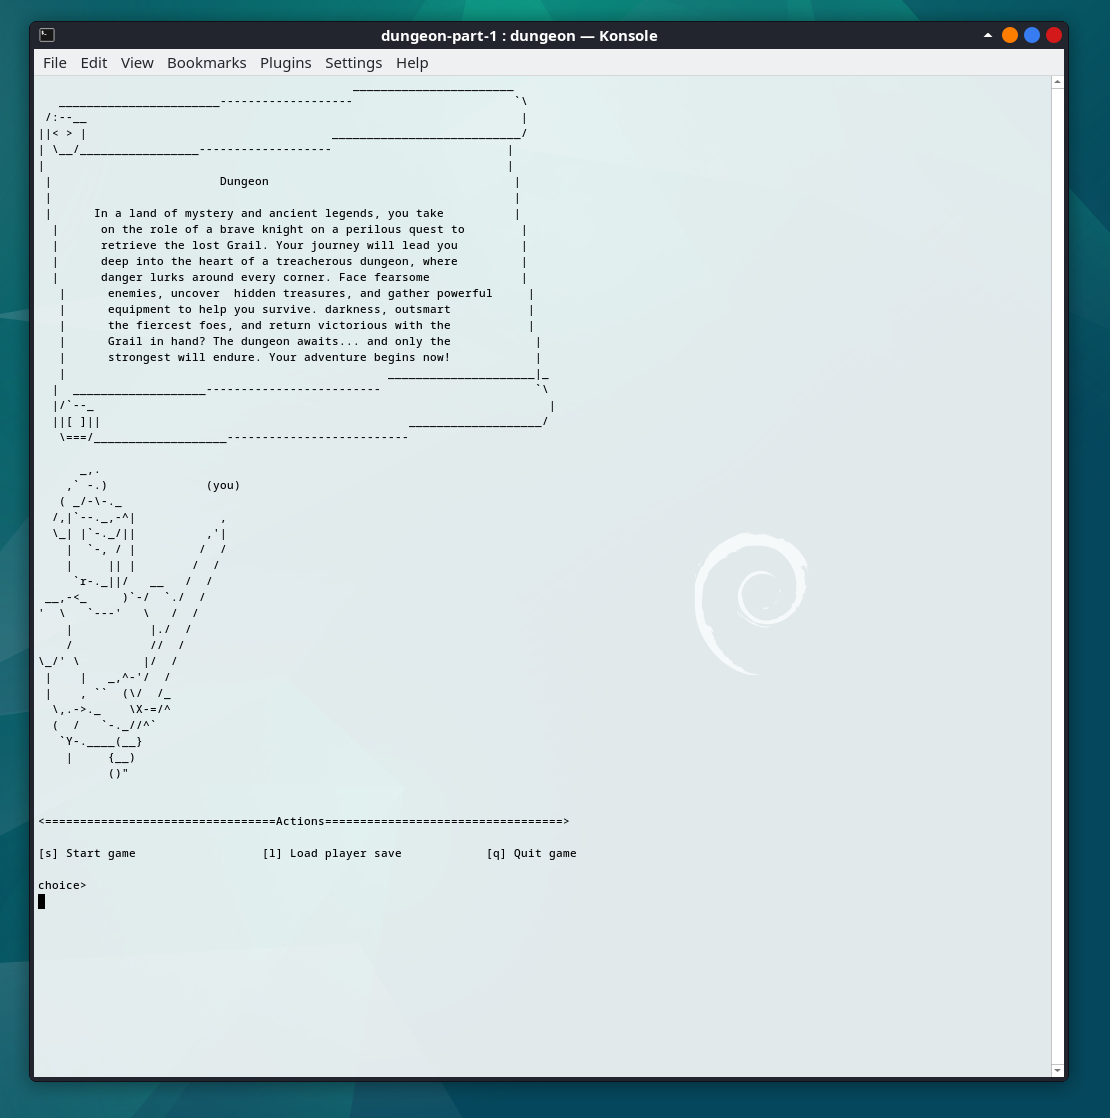 dungeon-part-1 : dungeon — Konsole
File Edit View Bookmarks Plugins Settings Help
Dungeon
In a land of mystery and ancient legends, you take
on the role of a brave knight on a perilous quest to
retrieve the lost Grail. Your journey will lead you
deep into the heart of a treacherous dungeon, where
danger lurks around every corner. Face fearsome
enemies, uncover  hidden treasures, and gather powerful
equipment to help you survive. darkness, outsmart
the fiercest foes, and return victorious with the
Grail in hand? The dungeon awaits... and only the
strongest will endure. Your adventure begins now!
(you)
<=================================Actions==================================>
[s] Start game [l] Load player save [q] Quit game
choice>